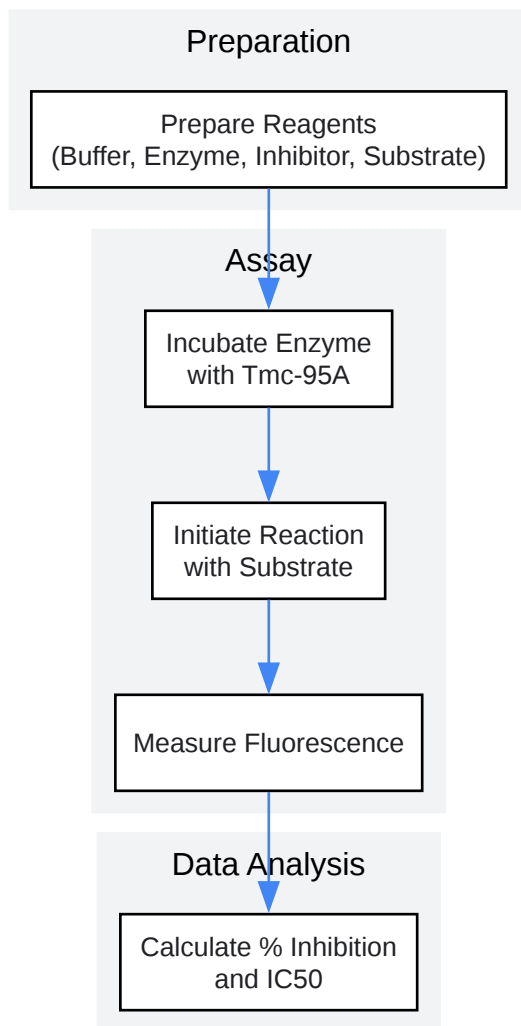 Preparation
Prepare Reagents
(Buffer, Enzyme, Inhibitor, Substrate)
Assay
Incubate Enzyme
with Tmc-95A
Initiate Reaction
with Substrate
Measure Fluorescence
Data Analysis
Calculate % Inhibition
and IC50